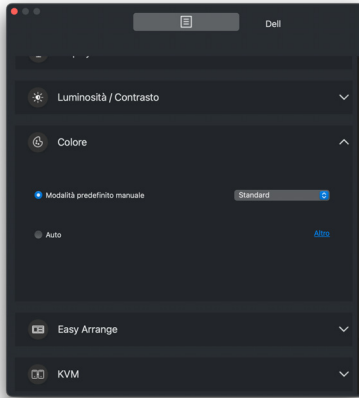 Dell
Luminosità / Contrasto
Colore
Modalità predefinito manuale
Standard
Auto
Altro
Easy Arrange
KVM